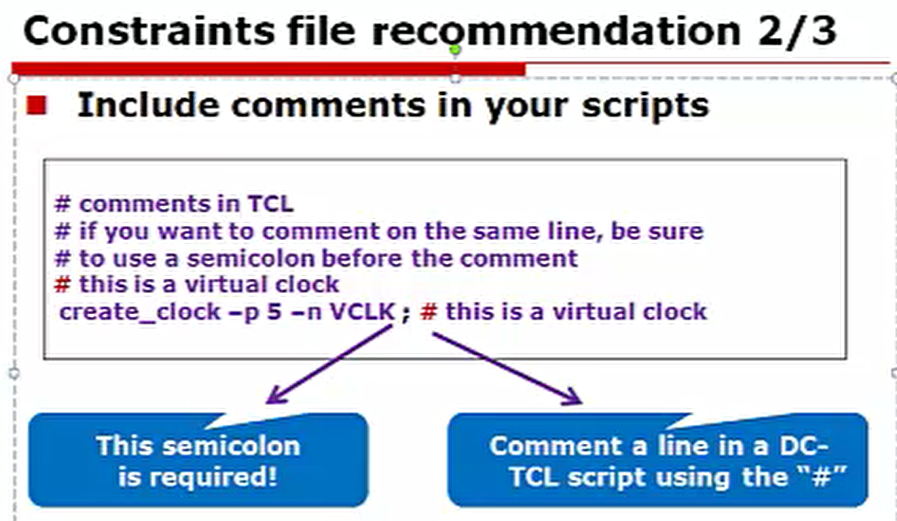 Constraints file recommendation 2/3
Include comments in your scripts
# comments in TCL
# if you want to comment on the same line, be sure
# to use a semicolon before the comment
# this is a virtual clock
create_clock –p 5 –n VCLK ; # this is a virtual clock
This semicolon
is required!
Comment a line in a DC-
TCL script using the “#”